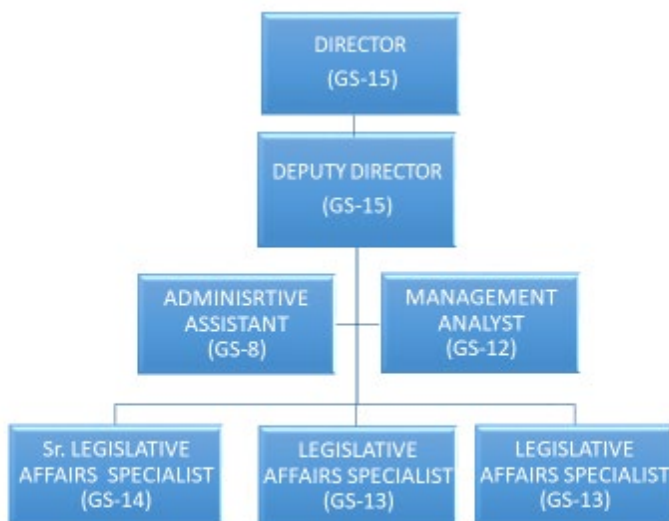 DIRECTOR
(GS-15)
DEPUTY DIRECTOR
(GS-15)
ADMINISRTIVE
ASSISTANT
(GS-8)
MANAGEMENT
ANALYST
(GS-12)
Sr. LEGISLATIVE
AFFAIRS SPECIALIST
(GS-14)
LEGISLATIVE
AFFAIRS SPECIALIST
(GS-13)
LEGISLATIVE
AFFAIRS SPECIALIST
(GS-13)